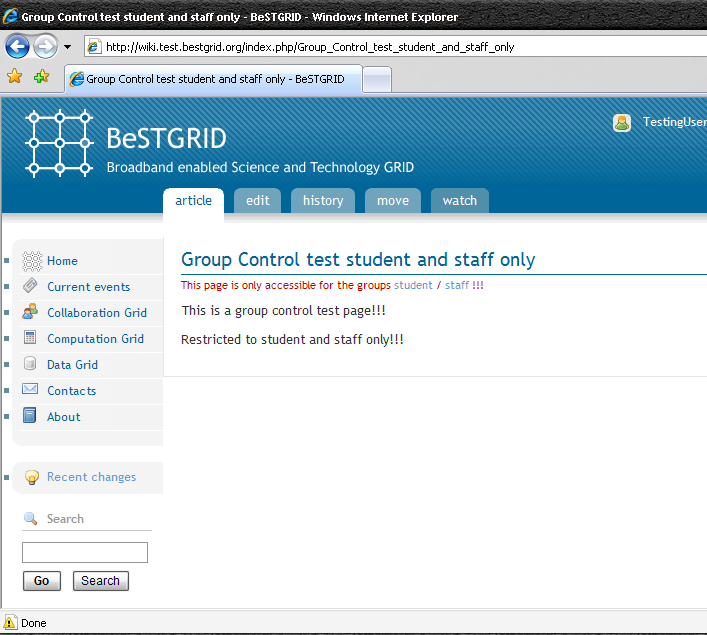 Group Control test student and staff only - BeSTGRID - Windows Internet Explorer
http://wiki.test.bestgrid.org/index.php/Group_Control_test_student_and_staff_only
Group Control test student and staff only - BeSTGRID
BeSTGRID
Broadband enabled Science and Technology GRID
TestingUser
article edit history move watch
Home
Current events
Collaboration Grid
Computation Grid
Data Grid
Contacts
About
Recent changes
Search
Go Search
Group Control test student and staff only
This page is only accessible for the groups student / staff !!!
This is a group control test page!!!
Restricted to student and staff only!!!
Done